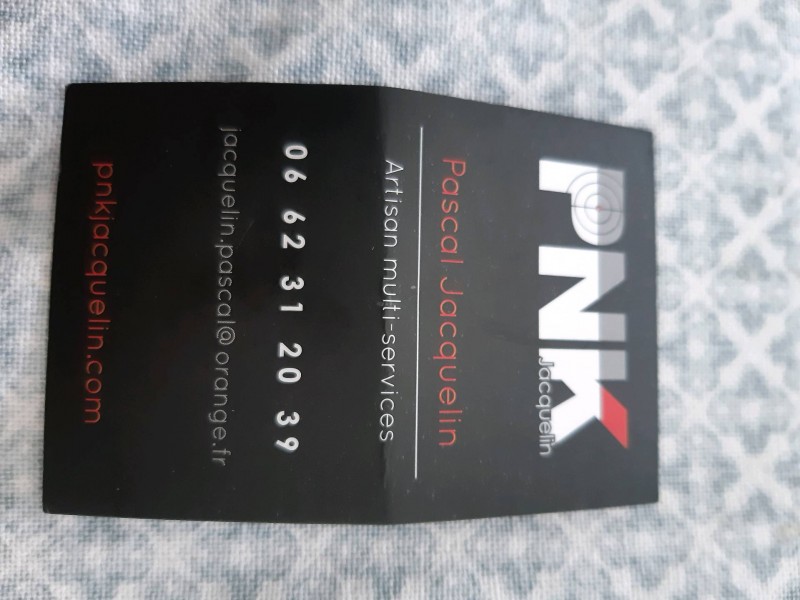 PNK
Jacquelin
Pascal Jacquelin
Artisan multi-services
06 62 31 20 39
jacquelin.pascal@orange.fr
pnkjacquelin.com